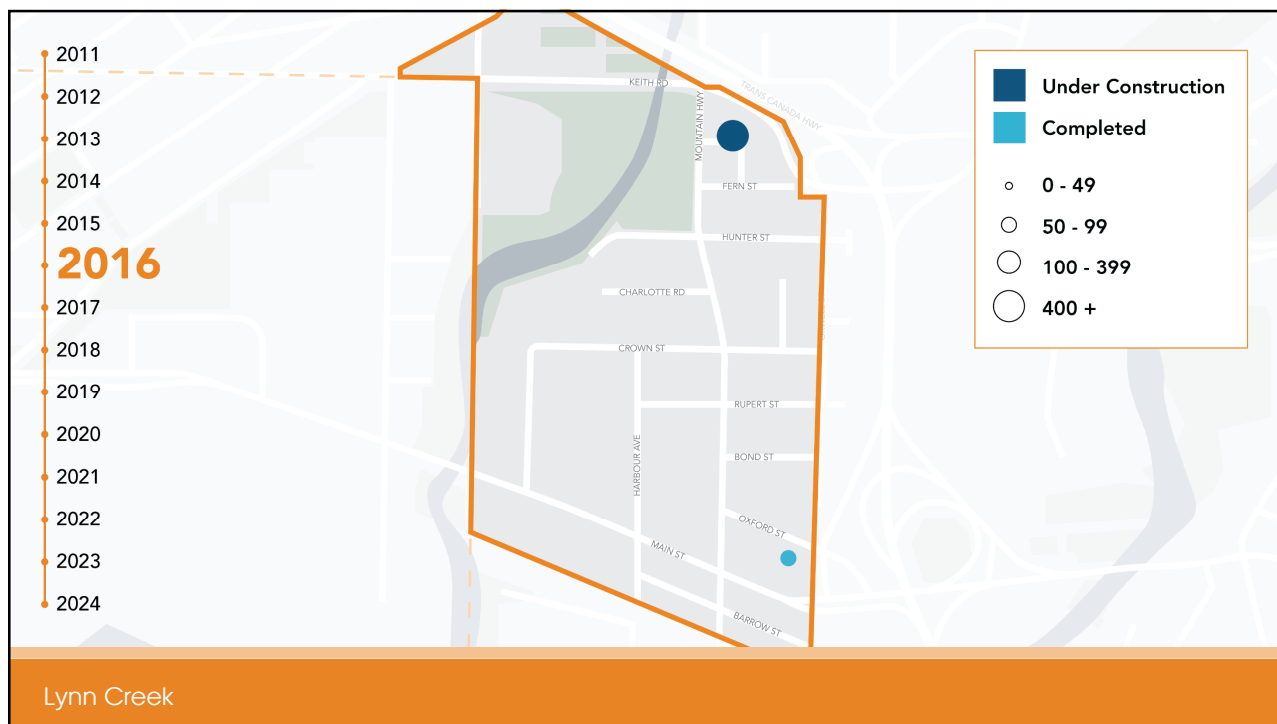 2011
2012
2013
2014
2015
2016
2017
2018
2019
2020
2021
2022
2023
2024
KEITH RD
TRANS CANADA HWY
MOUNTAIN HWY
FERN ST
HUNTER ST
CHARLOTTE RD
CROWN ST
RUPERT ST
HARBOUR AVE
BOND ST
OXFORD ST
MAIN ST
BARROW ST
Under Construction
Completed
0 - 49
50 - 99
100 - 399
400 +
Lynn Creek